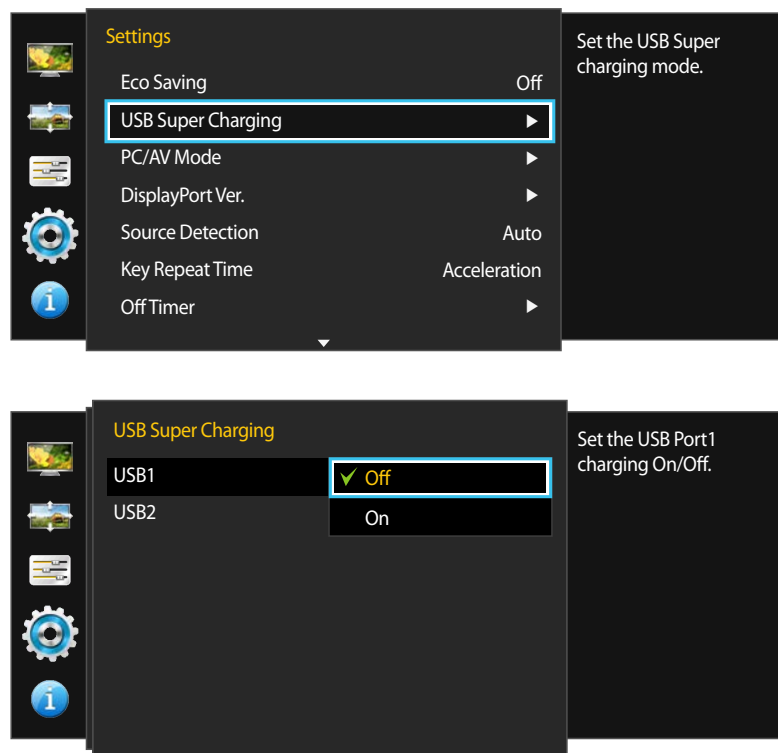 Settings
Set the USB Super
charging mode.
Eco Saving Off
USB Super Charging
PC/AV Mode
DisplayPort Ver.
Source Detection Auto
Key Repeat Time Acceleration
Off Timer
i
USB Super Charging
Set the USB Port1
charging On/Off.
USB1 Off
USB2 On
i